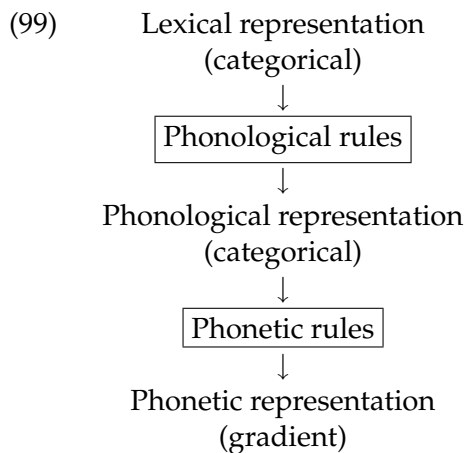 (99) Lexical representation
(categorical)
↓
Phonological rules
↓
Phonological representation
(categorical)
↓
Phonetic rules
↓
Phonetic representation
(gradient)